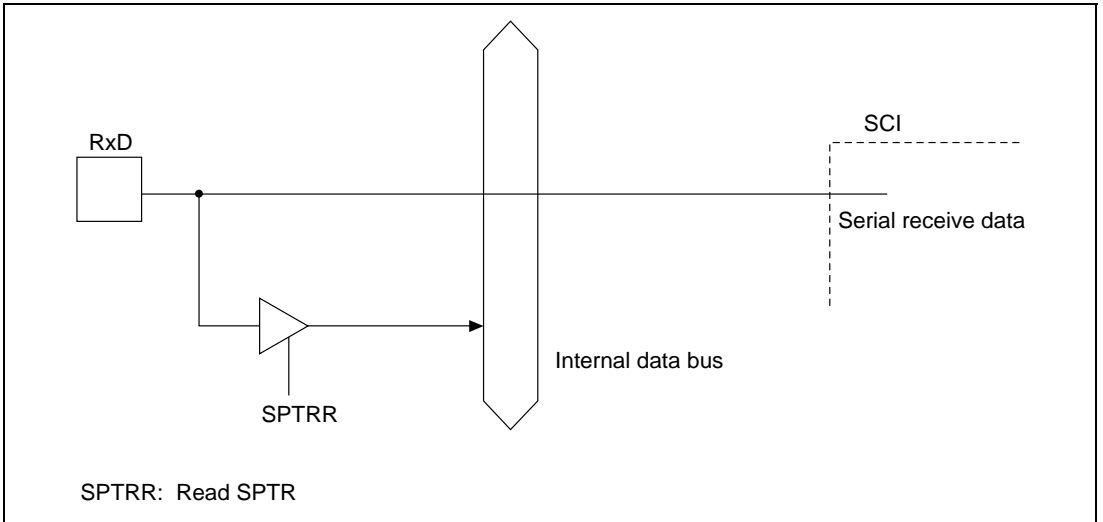 SCI
RxD
Serial receive data
Internal data bus
SPTRR
SPTRR: Read SPTR